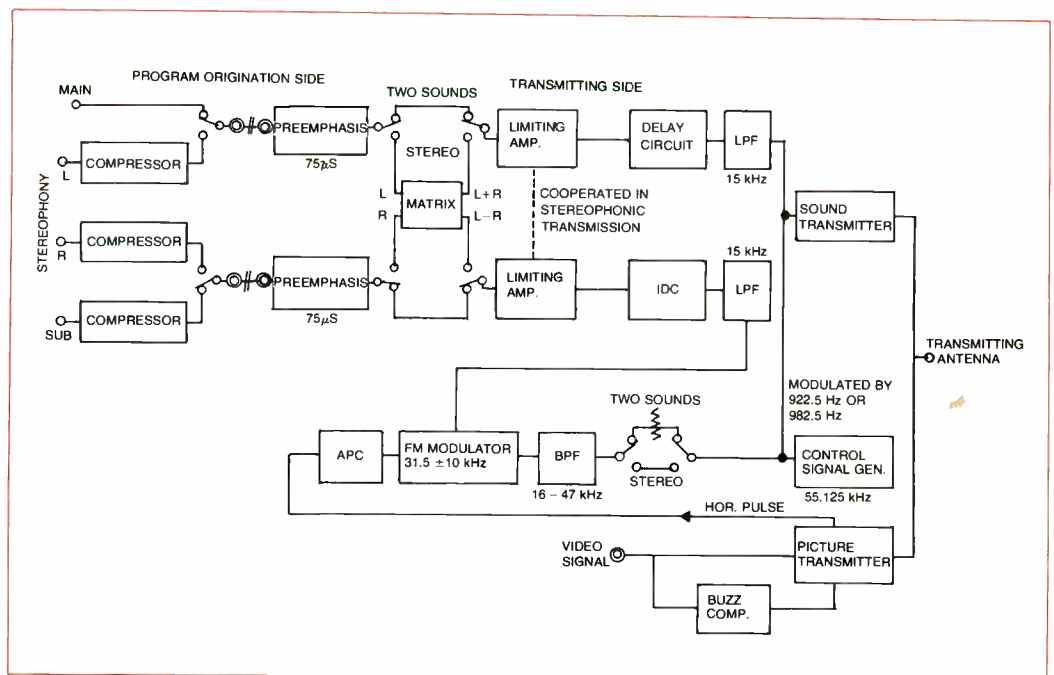 PROGRAM ORIGINATION SIDE
TWO SOUNDS
TRANSMITTING SIDE
MAIN
STEREOPHONY
L
COMPRESSOR
PREEMPHASIS
75µS
STEREO
LIMITING
AMP.
DELAY
CIRCUIT
LPF
15 kHz
L
R
MATRIX
L+R
L−R
COOPERATED IN
STEREOPHONIC
TRANSMISSION
SOUND
TRANSMITTER
R
COMPRESSOR
PREEMPHASIS
75µS
LIMITING
AMP.
IDC
15 kHz
LPF
COMPRESSOR
SUB
TRANSMITTING
ANTENNA
MODULATED BY
922.5 Hz OR
982.5 Hz
TWO SOUNDS
APC
FM MODULATOR
31.5 ±10 kHz
BPF
16 – 47 kHz
STEREO
CONTROL
SIGNAL GEN.
55.125 kHz
HOR. PULSE
VIDEO
SIGNAL
PICTURE
TRANSMITTER
BUZZ
COMP.